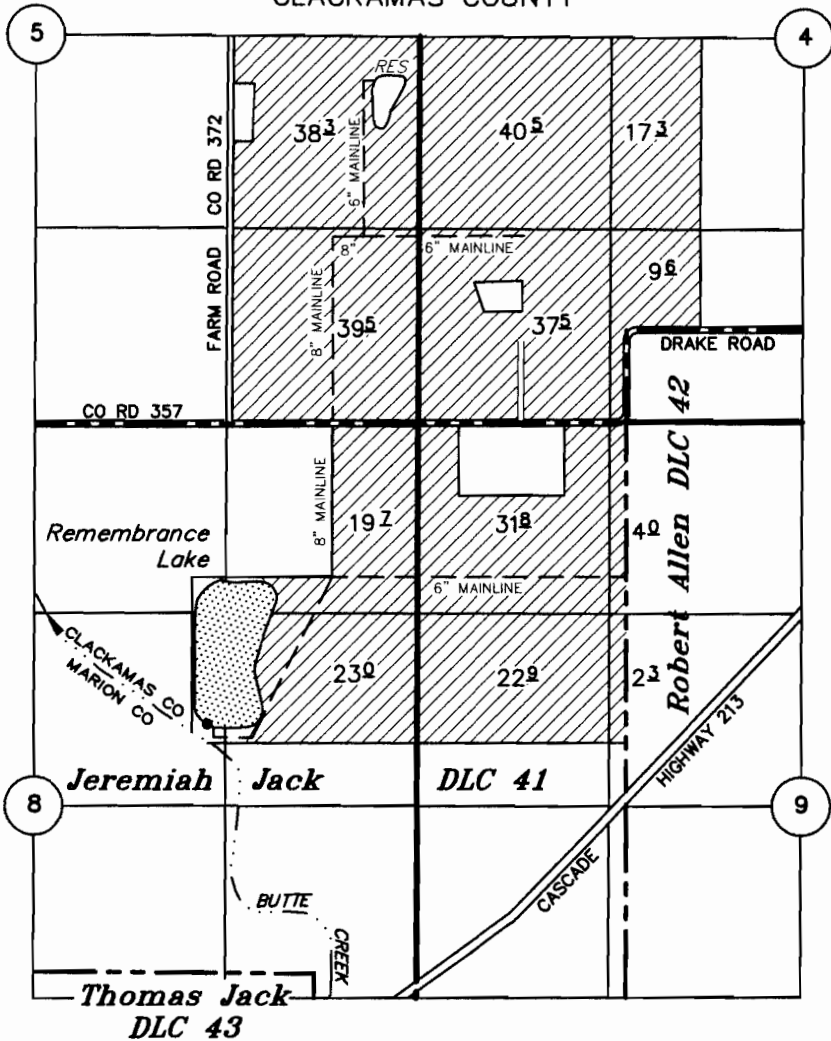 CLACKAMAS COUNTY
5
4
RES
CO RD 372
38 3
40 5
17 3
6" MAINLINE
8"
6" MAINLINE
9 6
FARM ROAD
8" MAINLINE
39 5
37 5
DRAKE ROAD
CO RD 357
Robert Allen DLC 42
8" MAINLINE
19 7
31 8
4 0
Remembrance
Lake
6" MAINLINE
CLACKAMAS CO
MARION CO
23 0
22 9
2 3
HIGHWAY 213
Jeremiah Jack DLC 41
8
9
CASCADE
BUTTE
CREEK
Thomas Jack
DLC 43